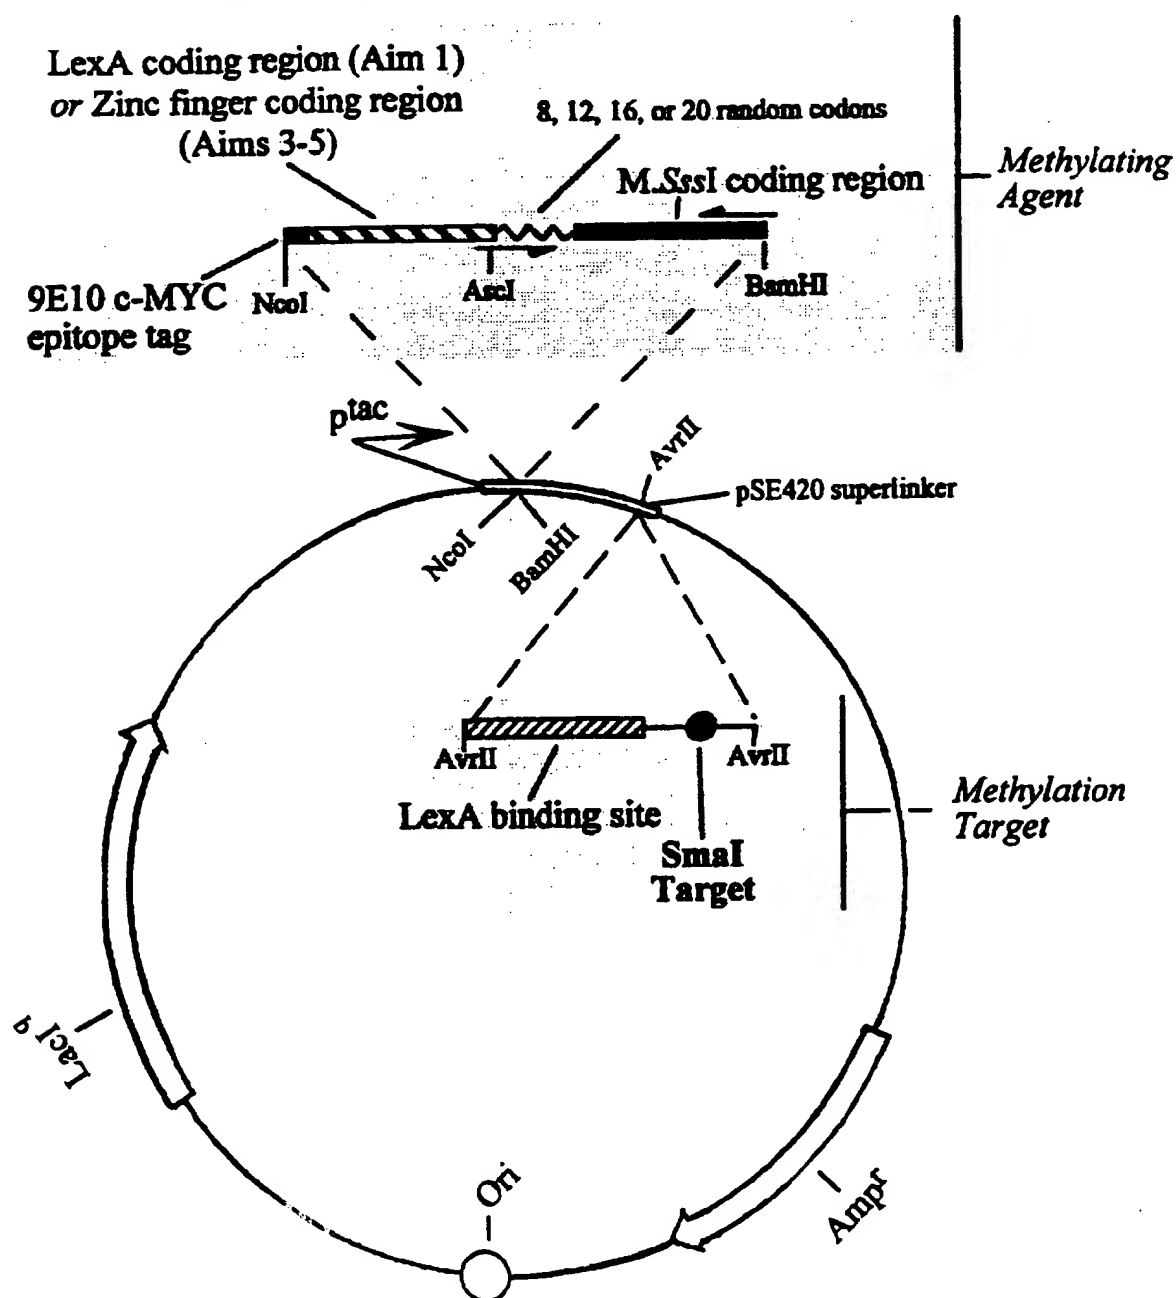 LexA coding region (Aim 1)
or Zinc finger coding region
(Aims 3-5)
8, 12, 16, or 20 random codons
M.SssI coding region
Methylating
Agent
9E10 c-MYC
epitope tag
NcoI
AscI
BamHI
ptac
AvrII
pSE420 superlinker
NcoI
BamHI
AvrII
AvrII
LexA binding site
SmaI
Target
Methylation
Target
LacI q
Ori
Ampr